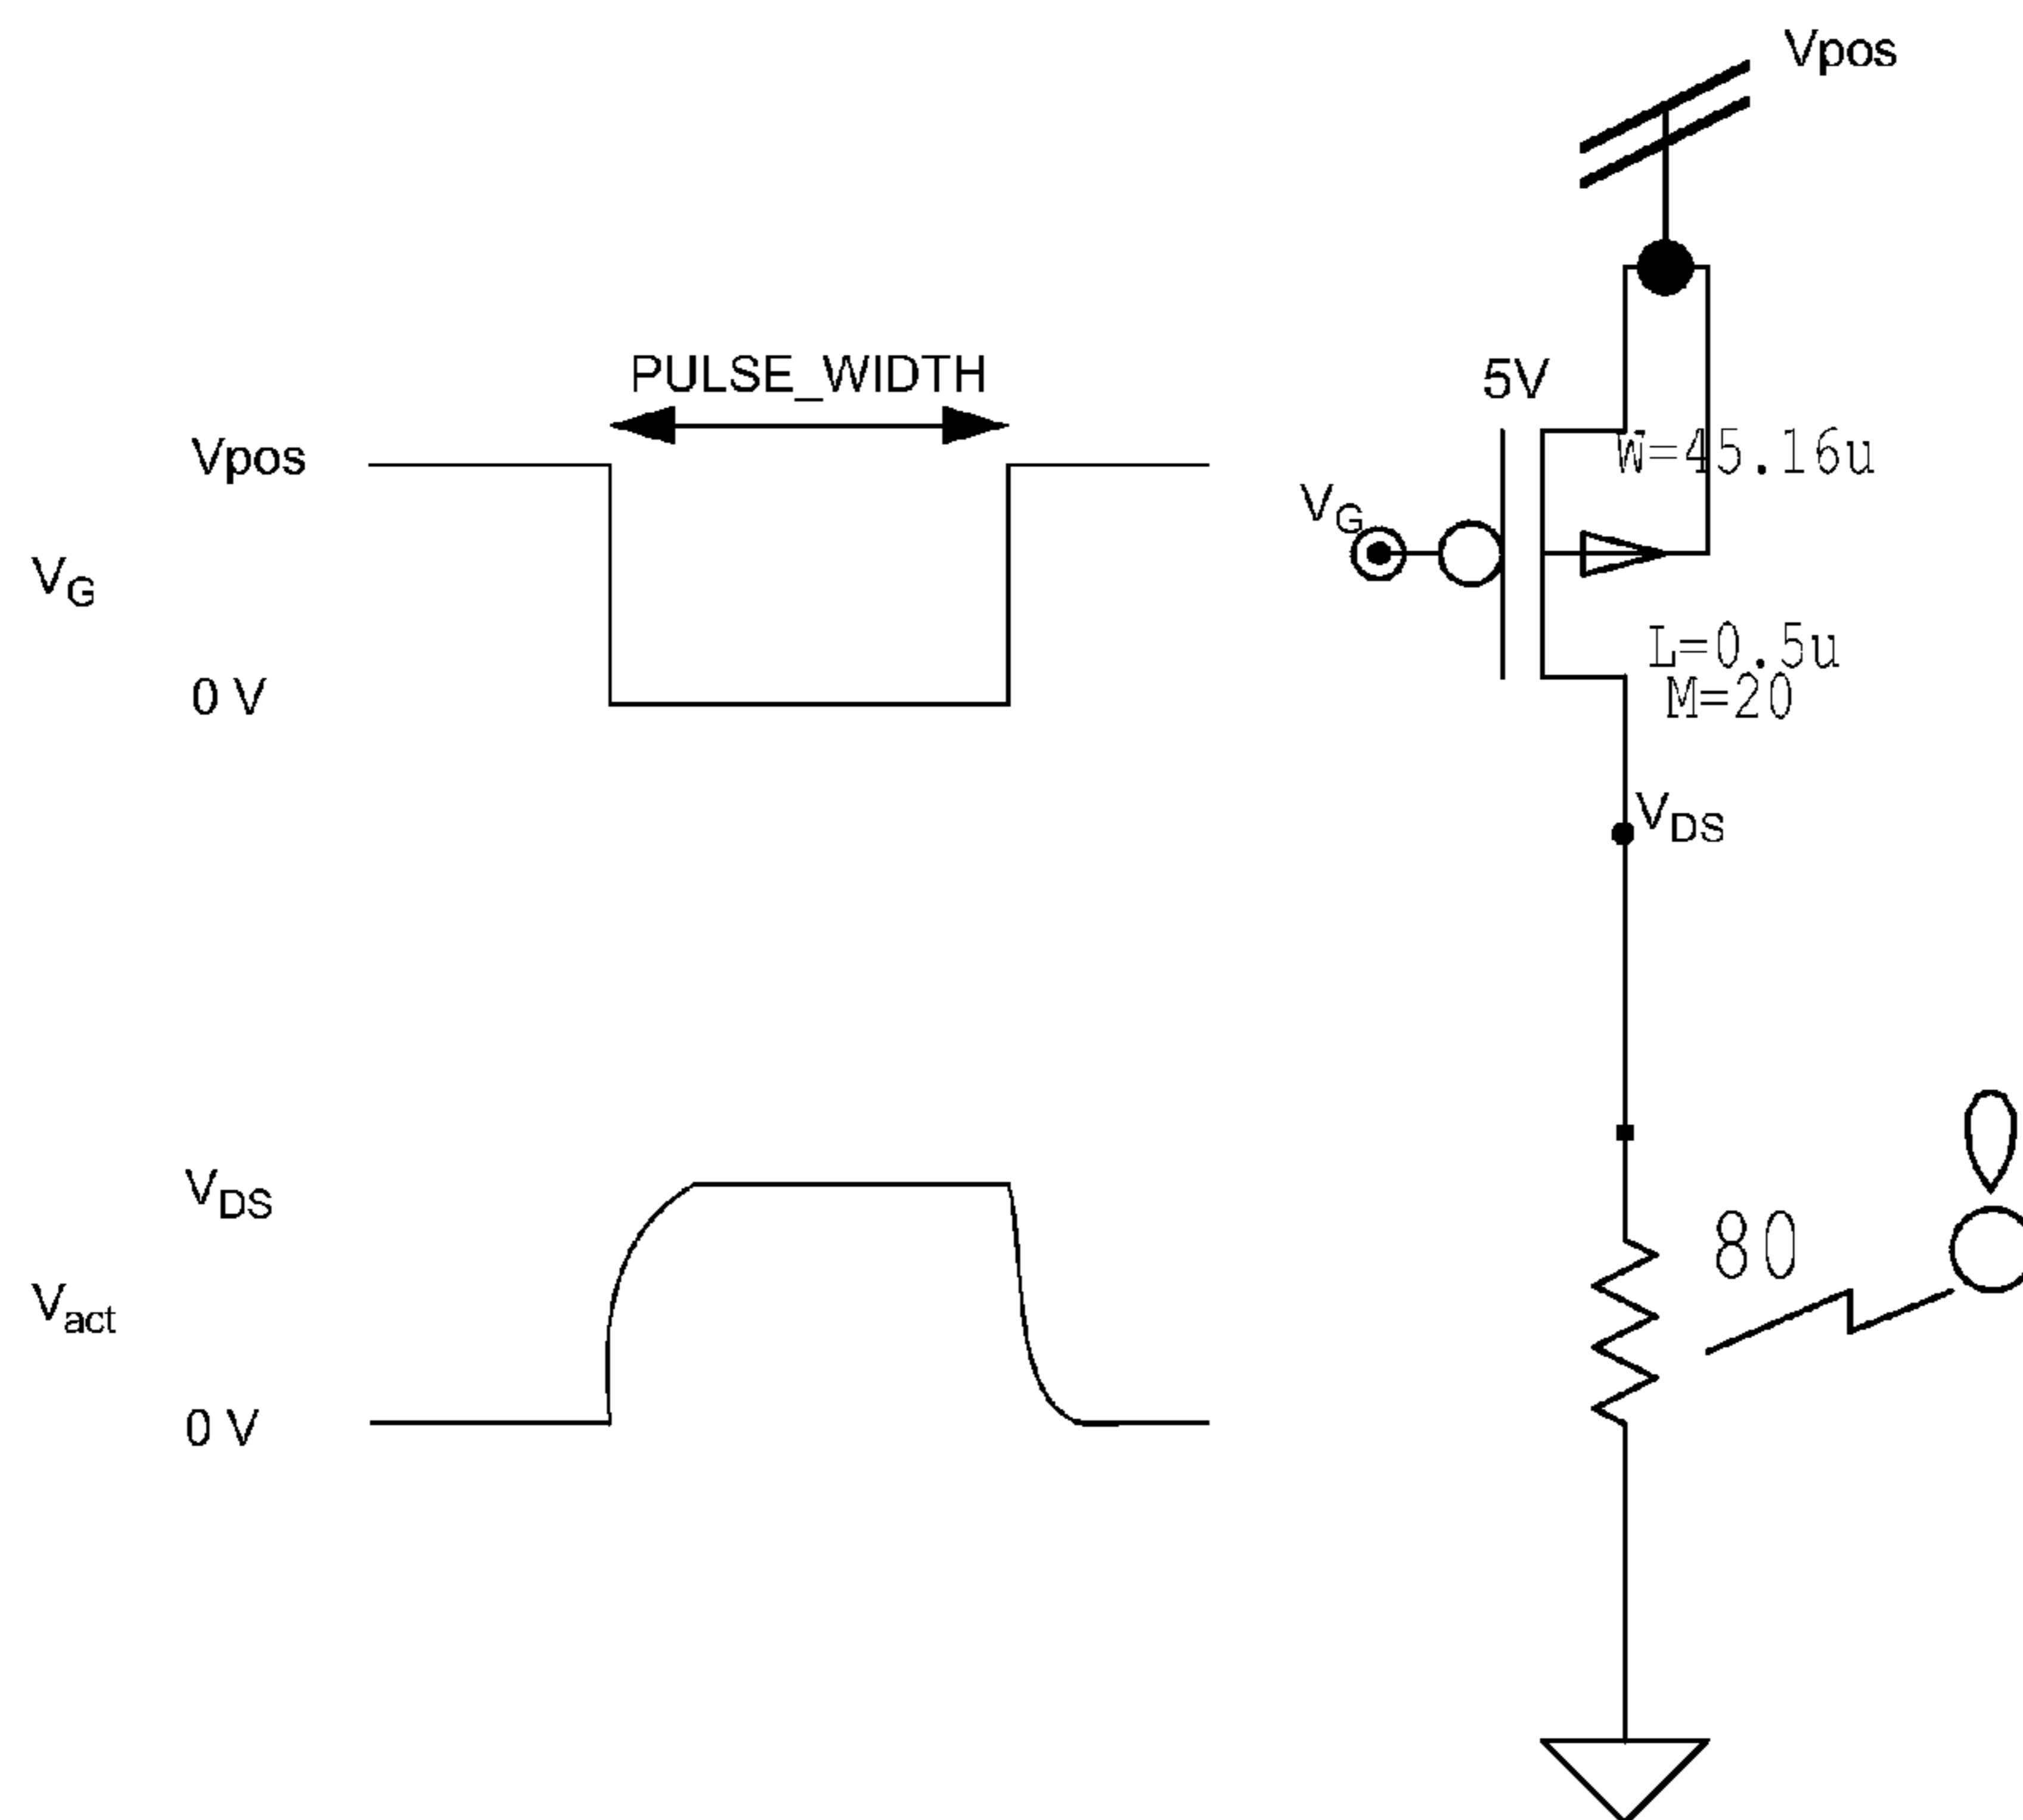 Vpos
PULSE_WIDTH
5V
Vpos
W=45.16u
VG
VG
L=0.5u
0 V
M=20
VDS
VDS
80
Vact
0 V